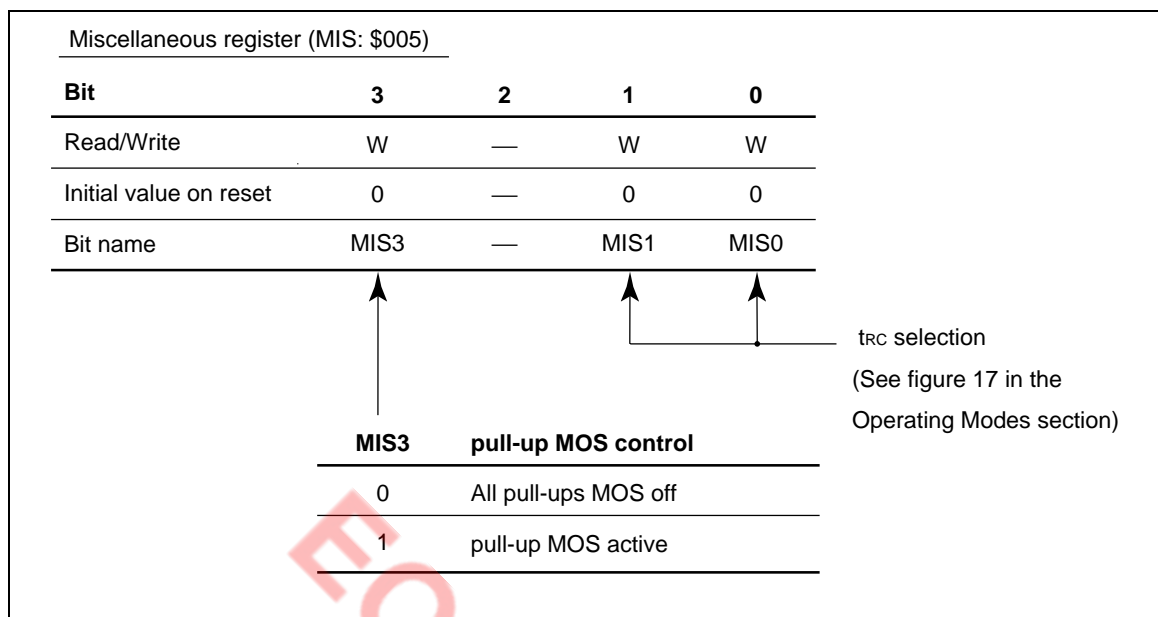 Miscellaneous register (MIS: $005)
Bit 3 2 1 0
Read/Write W — W W
Initial value on reset 0 — 0 0
Bit name MIS3 — MIS1 MIS0
tRC selection
(See figure 17 in the
Operating Modes section)
MIS3 pull-up MOS control
0 All pull-ups MOS off
1 pull-up MOS active
EO